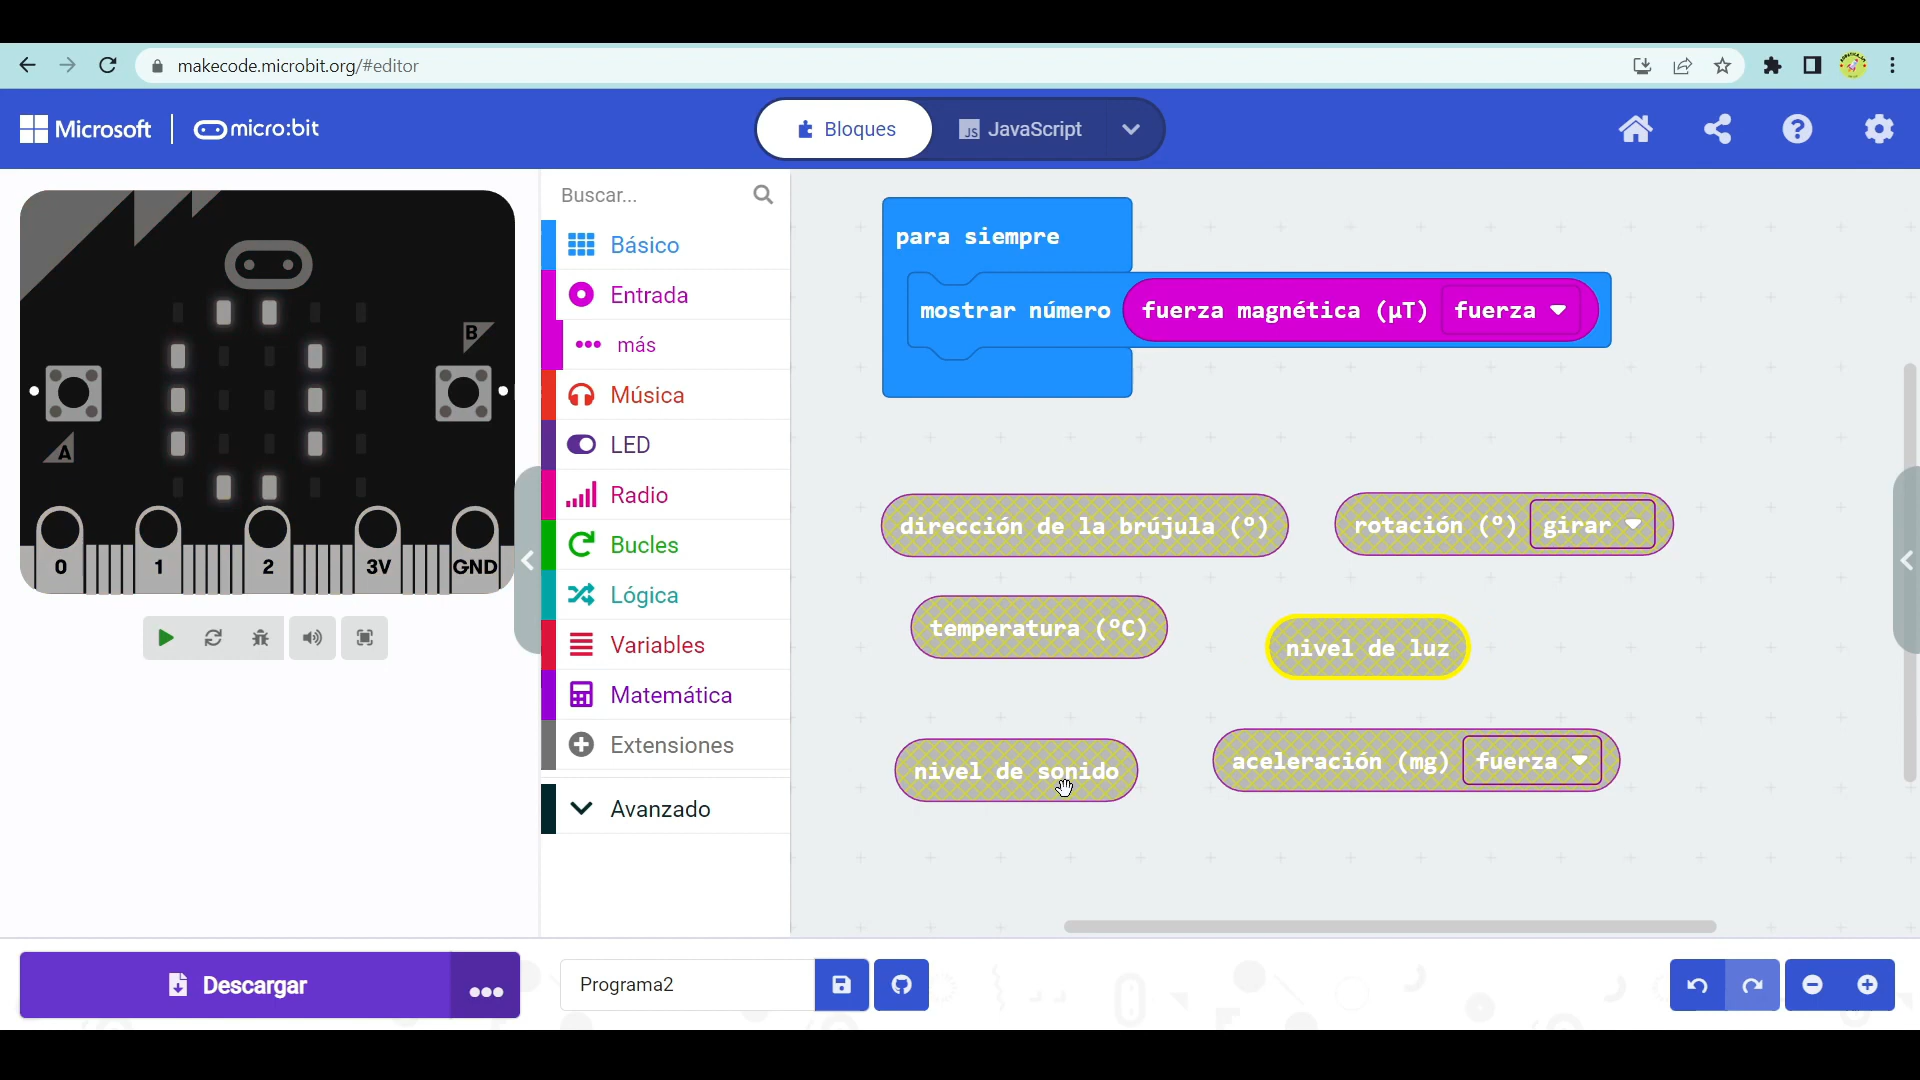 makecode.microbit.org/#editor
Microsoft
micro:bit
Bloques
JS JavaScript
Buscar...
Básico
Entrada
más
Música
LED
Radio
Bucles
Lógica
Variables
Matemática
Extensiones
Avanzado
B
A
0 1 2 3V GND
para siempre
mostrar número fuerza magnética (µT) fuerza
dirección de la brújula (º)
rotación (º) girar
temperatura (ºC)
nivel de luz
nivel de sonido
aceleración (mg) fuerza
Descargar
Programa2